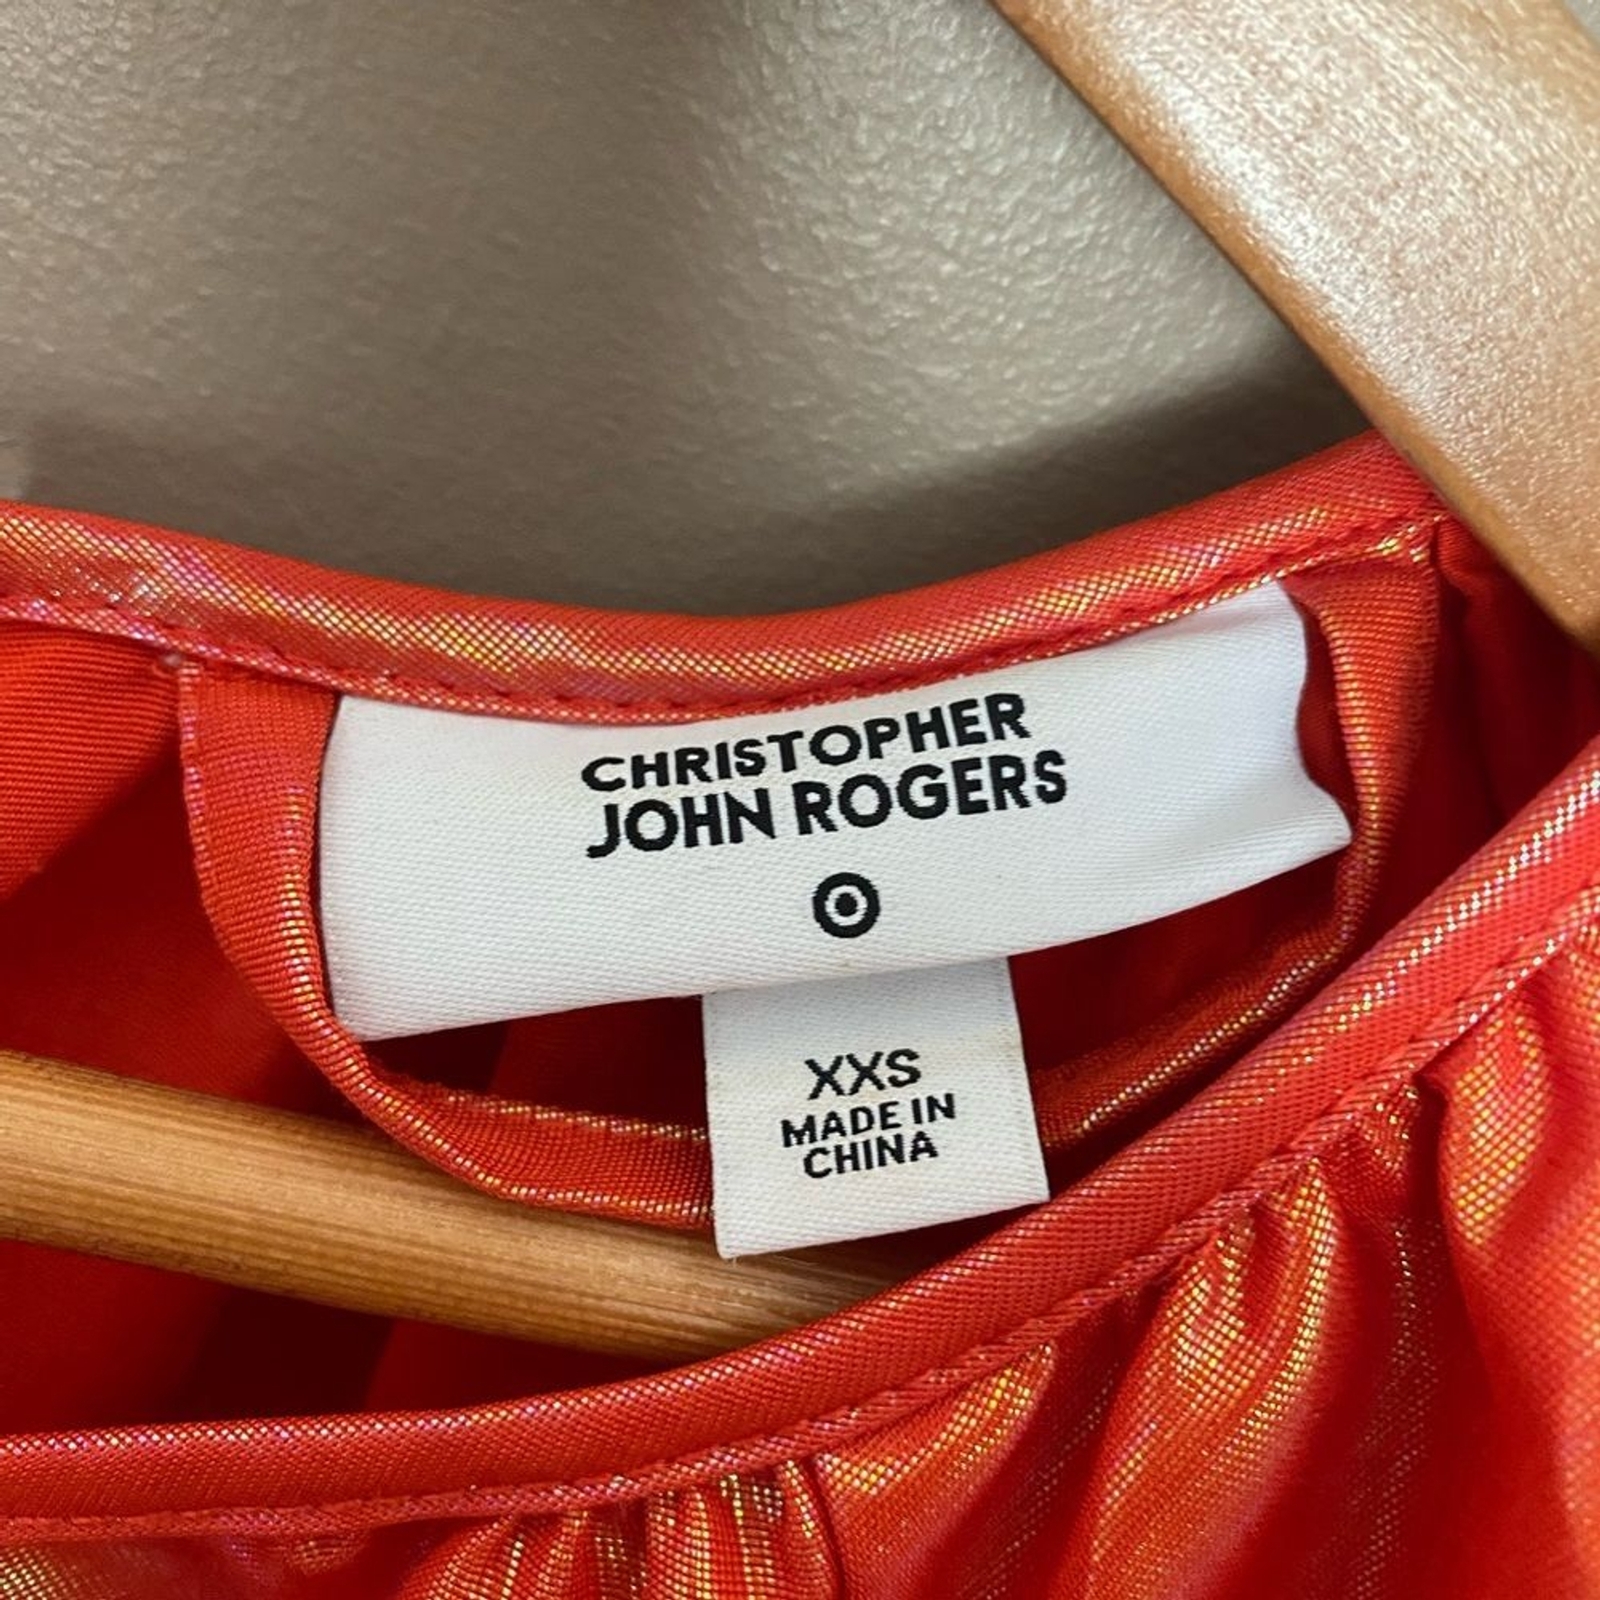 CHRISTOPHER
JOHN ROGERS
XXS
MADE IN
CHINA